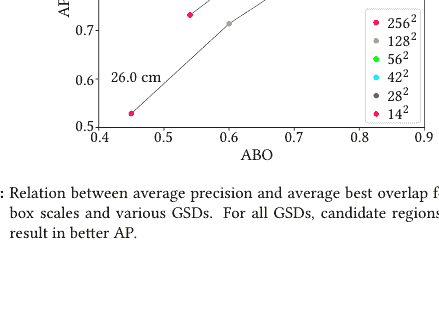 0.7
256²
128²
56²
26.0 cm
0.6
42²
28²
14²
0.5
0.4 0.5 0.6 0.7 0.8 0.9
ABO
: Relation between average precision and average best overlap
box scales and various GSDs. For all GSDs, candidate regions
result in better AP.